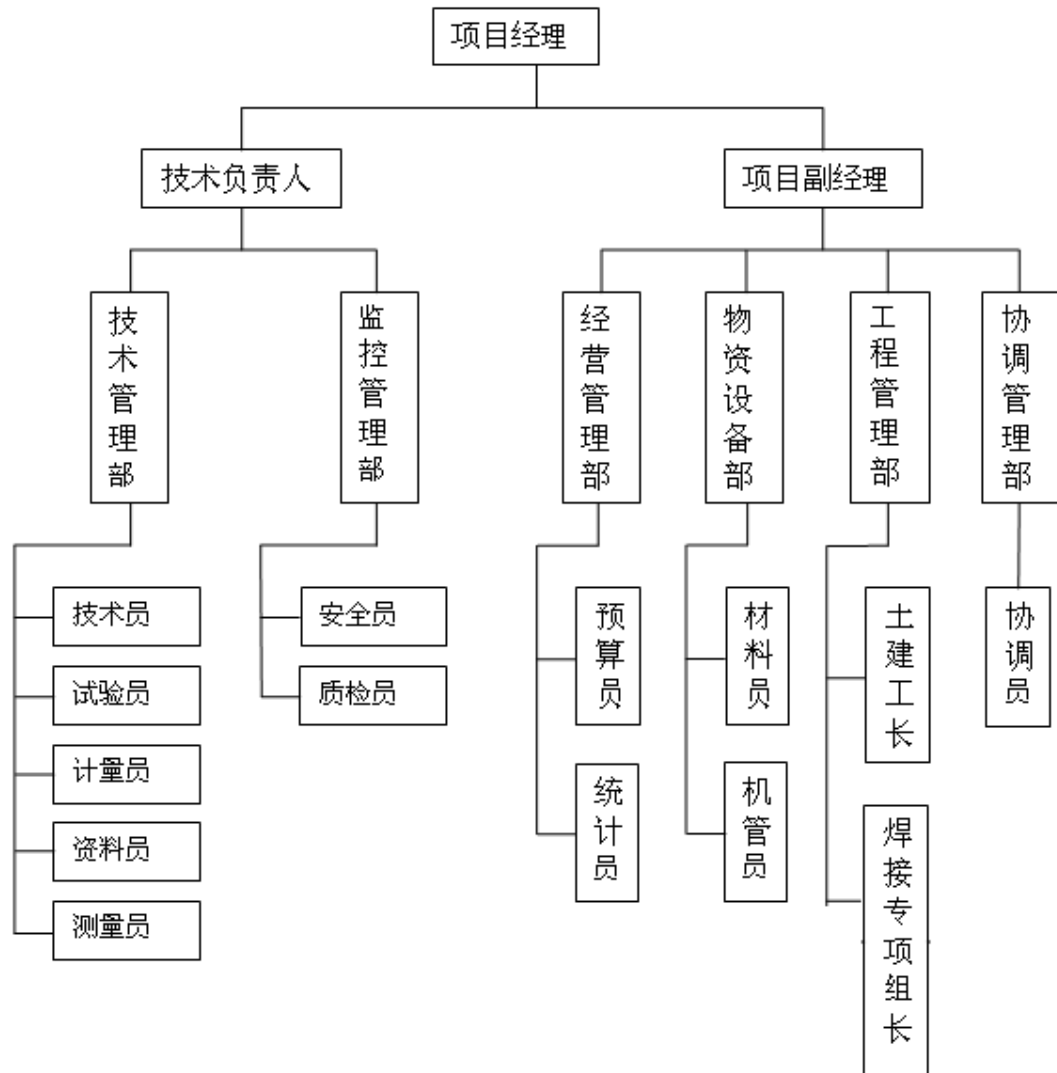 项目经理
技术负责人
项目副经理
技术管理部
监控管理部
经营管理部
物资设备部
工程管理部
协调管理部
技术员
试验员
计量员
资料员
测量员
安全员
质检员
预算员
统计员
材料员
机管员
土建工长
焊接专项组长
协调员